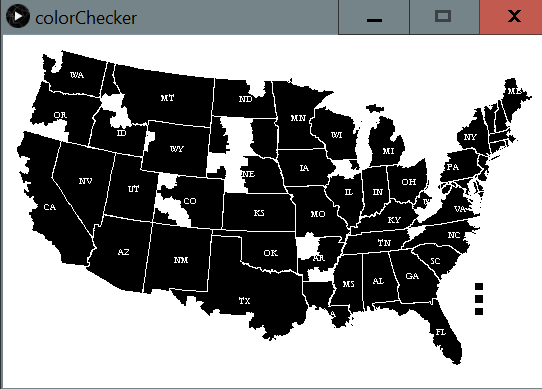 colorChecker
WA
ME
MT
ND
OR
MN
ID
WI
NY
WY
MI
PA
IA
NE
OH
NV
UT
IL
IN
CO
CA
VA
KS
MO
KY
NC
TN
AZ
NM
OK
AR
SC
MS
AL
GA
TX
FL